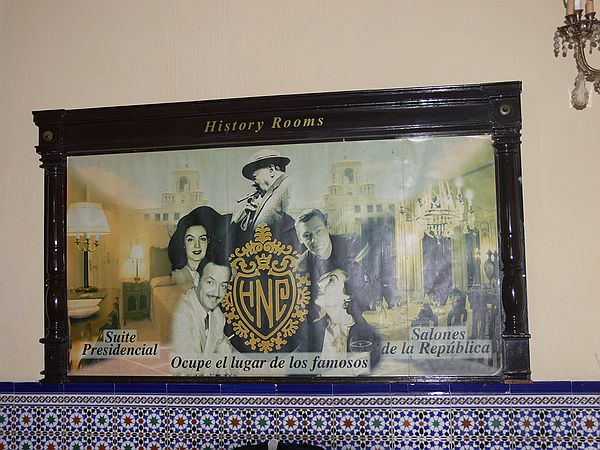 History Rooms
HNC
Suite
Presidencial
Ocupe el lugar de los famosos
Salones
de la República